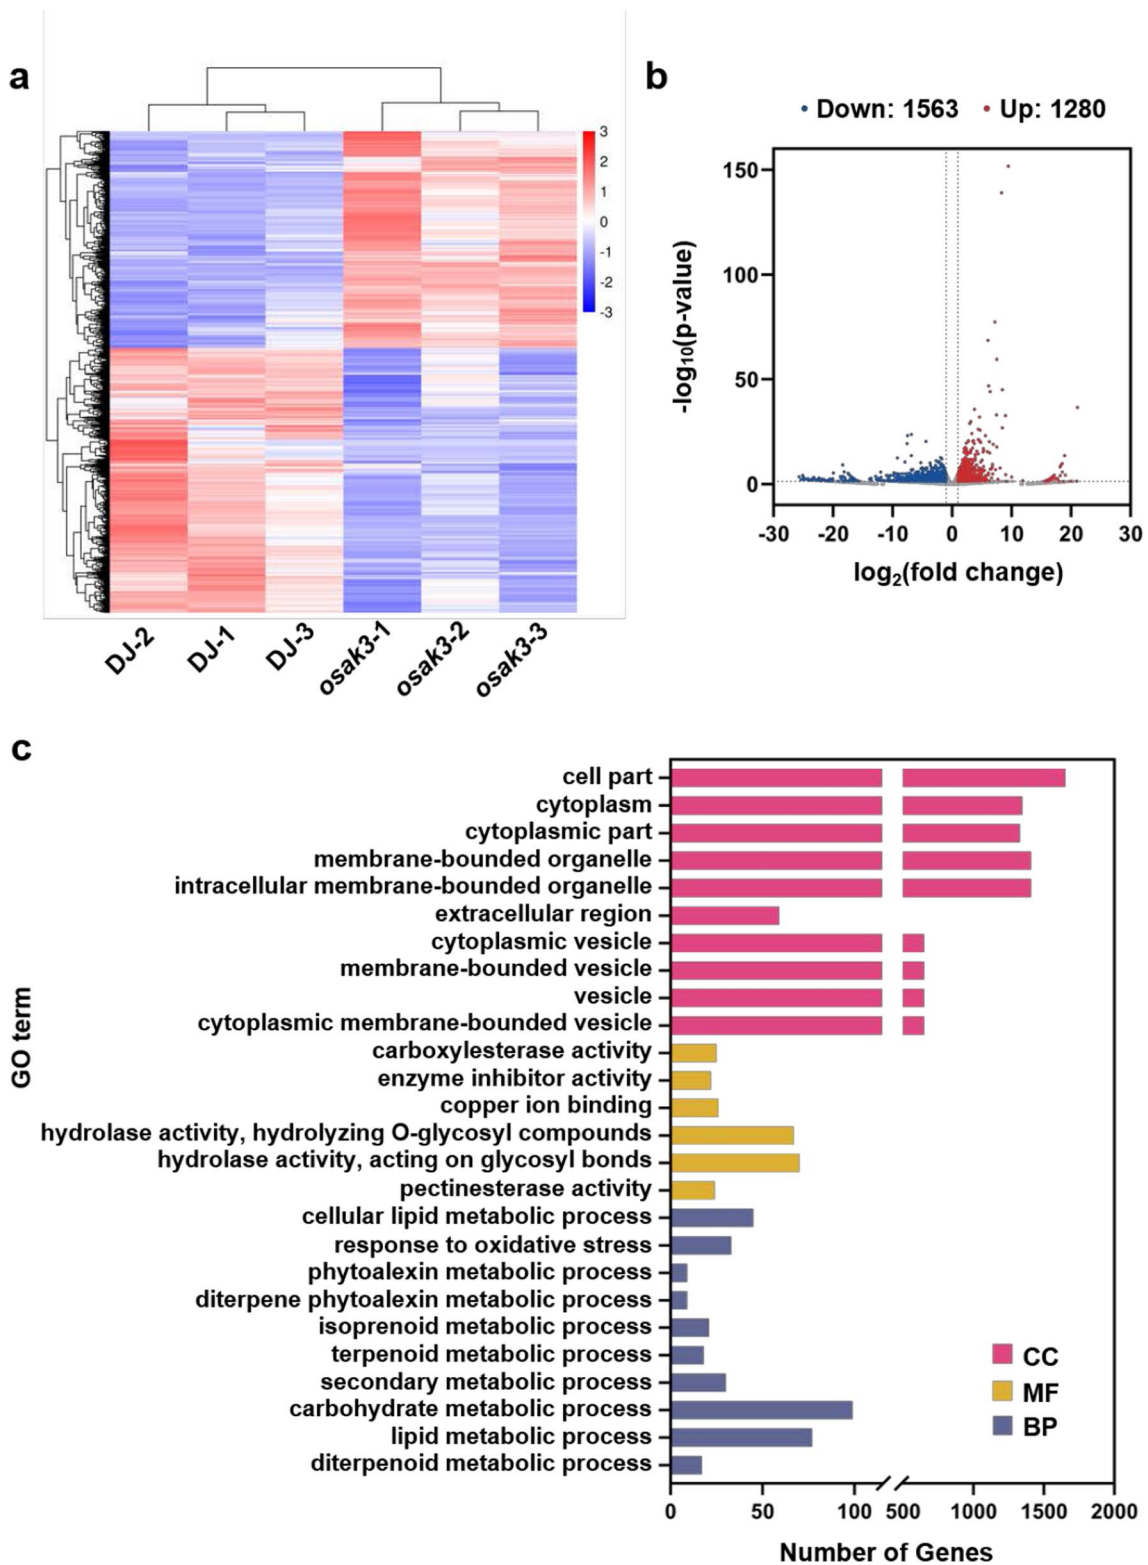 a
3
2
1
0
-1
-2
-3
DJ-2 DJ-1 DJ-3 osak3-1 osak3-2 osak3-3
b
Down: 1563 Up: 1280
150
100
50
0
-log10(p-value)
-30 -20 -10 0 10 20 30
log2(fold change)
c
GO term
cell part
cytoplasm
cytoplasmic part
membrane-bounded organelle
intracellular membrane-bounded organelle
extracellular region
cytoplasmic vesicle
membrane-bounded vesicle
vesicle
cytoplasmic membrane-bounded vesicle
carboxylesterase activity
enzyme inhibitor activity
copper ion binding
hydrolase activity, hydrolyzing O-glycosyl compounds
hydrolase activity, acting on glycosyl bonds
pectinesterase activity
cellular lipid metabolic process
response to oxidative stress
phytoalexin metabolic process
diterpene phytoalexin metabolic process
isoprenoid metabolic process
terpenoid metabolic process
secondary metabolic process
carbohydrate metabolic process
lipid metabolic process
diterpenoid metabolic process
CC
MF
BP
0 50 100 500 1000 1500 2000
Number of Genes